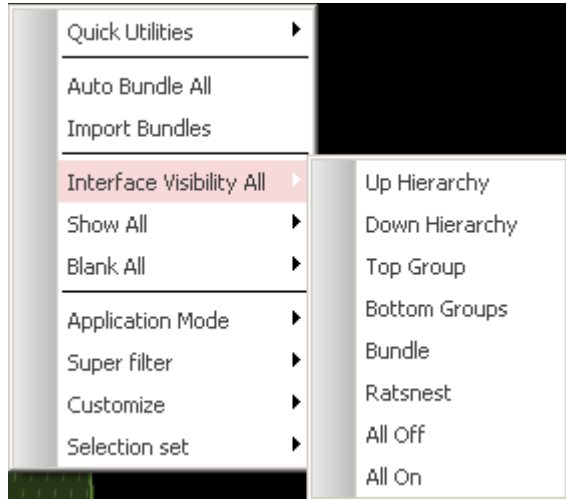 Quick Utilities
Auto Bundle All
Import Bundles
Interface Visibility All
Show All
Blank All
Application Mode
Super filter
Customize
Selection set
Up Hierarchy
Down Hierarchy
Top Group
Bottom Groups
Bundle
Ratsnest
All Off
All On